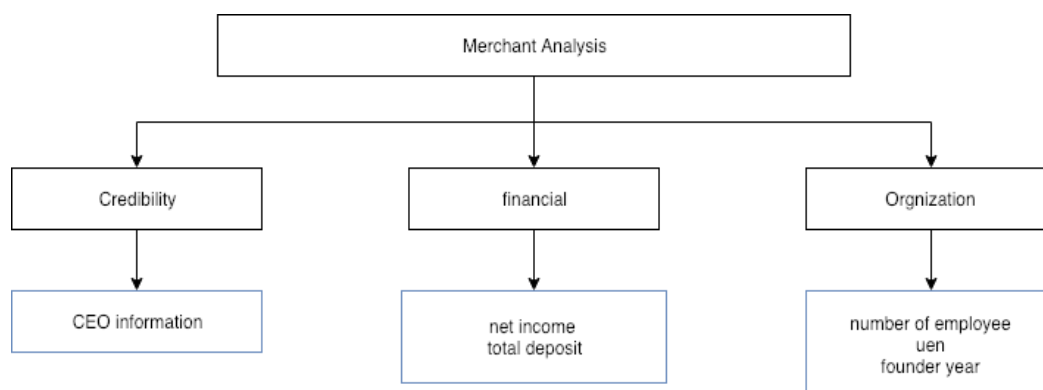 Merchant Analysis
Credibility
financial
Orgnization
CEO information
net income
total deposit
number of employee
uen
founder year